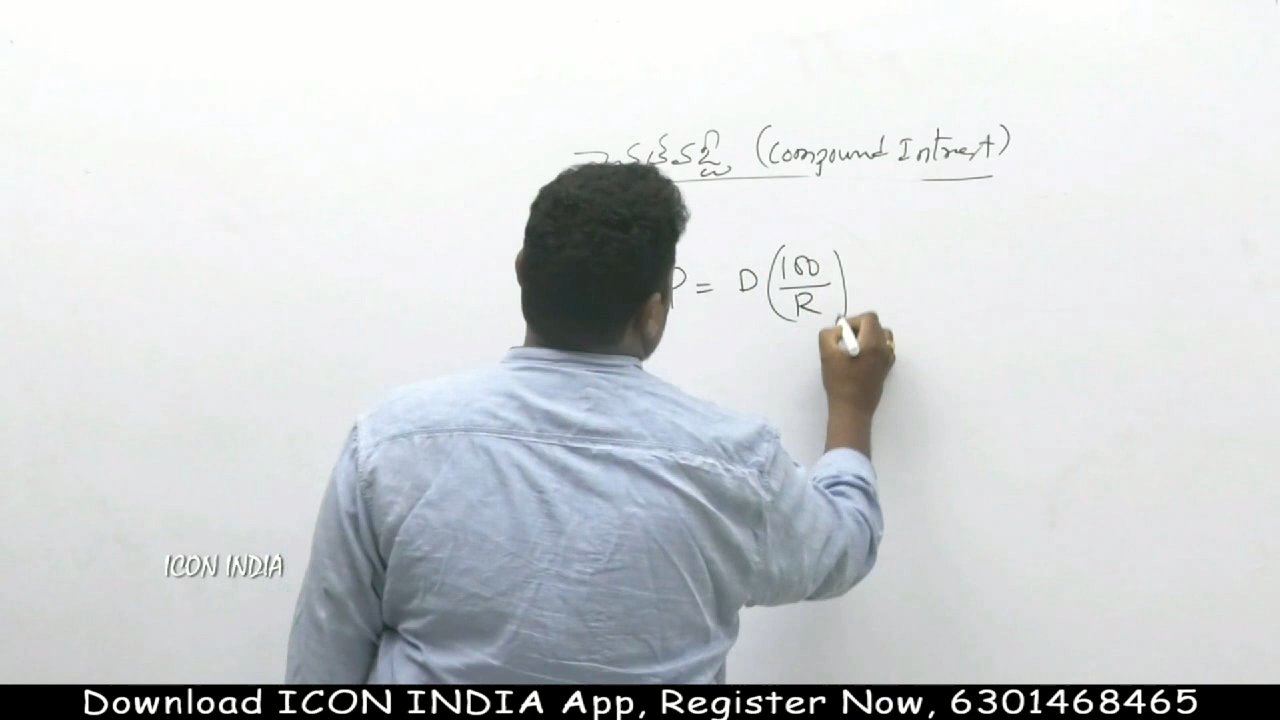 (Compound Intrest)
P = D(100/R)
ICON INDIA
Download ICON INDIA App, Register Now, 6301468465